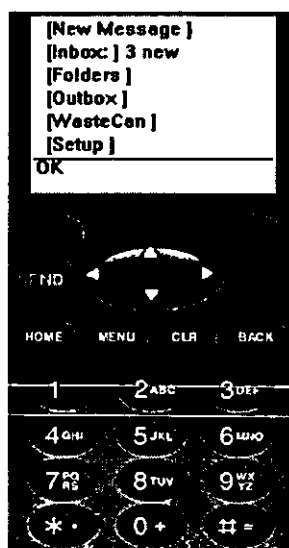 [New Message ]
[Inbox: ] 3 new
[Folders ]
[Outbox ]
[WasteCan ]
[Setup ]
OK
END
HOME MENU CLR BACK
1 2ABC 3DEF
4GHI 5JKL 6MNO
7PQRS 8TUV 9WXYZ
* · 0 + # =